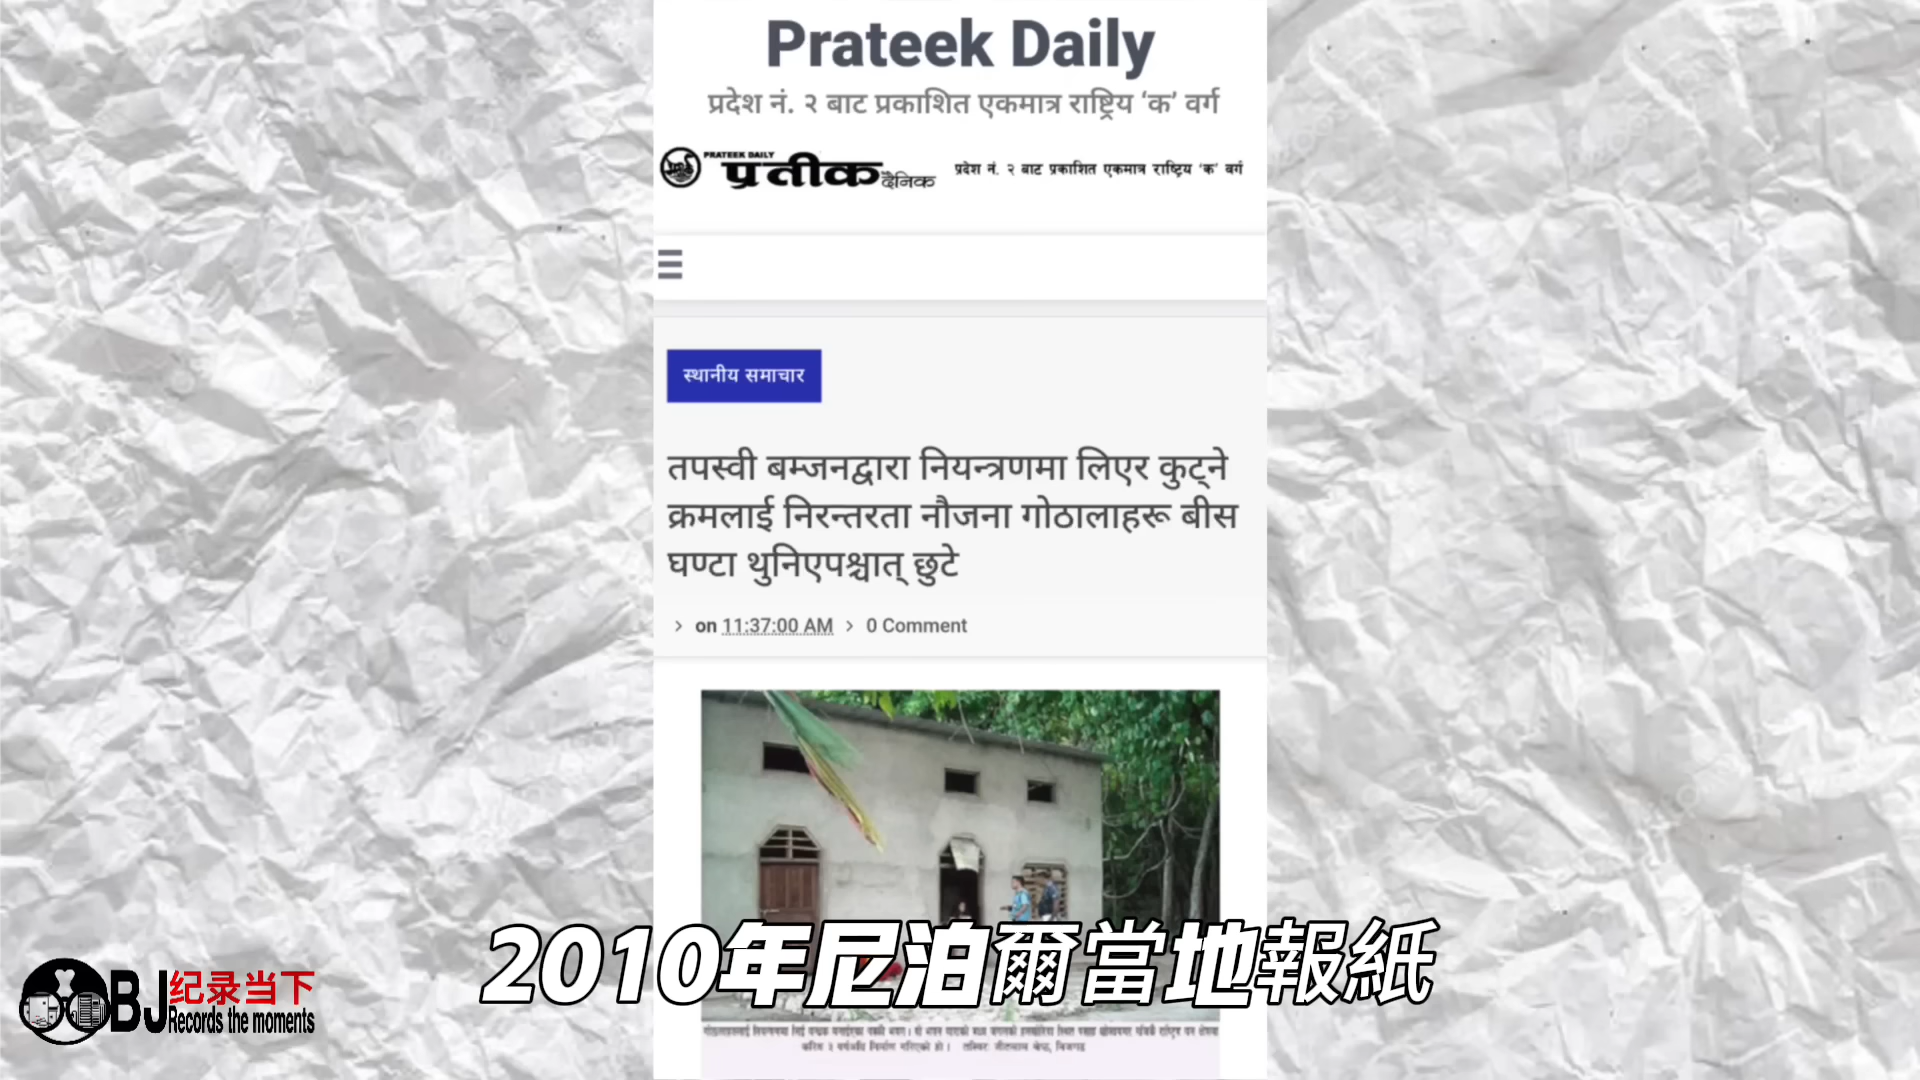 Prateek Daily
प्रदेश नं. २ बाट प्रकाशित एकमात्र राष्ट्रिय ‘क’ वर्ग
PRATEEK DAILY
प्रतीक दैनिक
प्रदेश नं. २ बाट प्रकाशित एकमात्र राष्ट्रिय ‘क’ वर्ग
स्थानीय समाचार
तपस्वी बम्जनद्वारा नियन्त्रणमा लिएर कुट्ने
क्रमलाई निरन्तरता नौजना गोठालाहरू बीस
घण्टा थुनिएपश्चात् छुटे
on 11:37:00 AM > 0 Comment
2010年尼泊爾當地報紙
BJ纪录当下
Records the moments